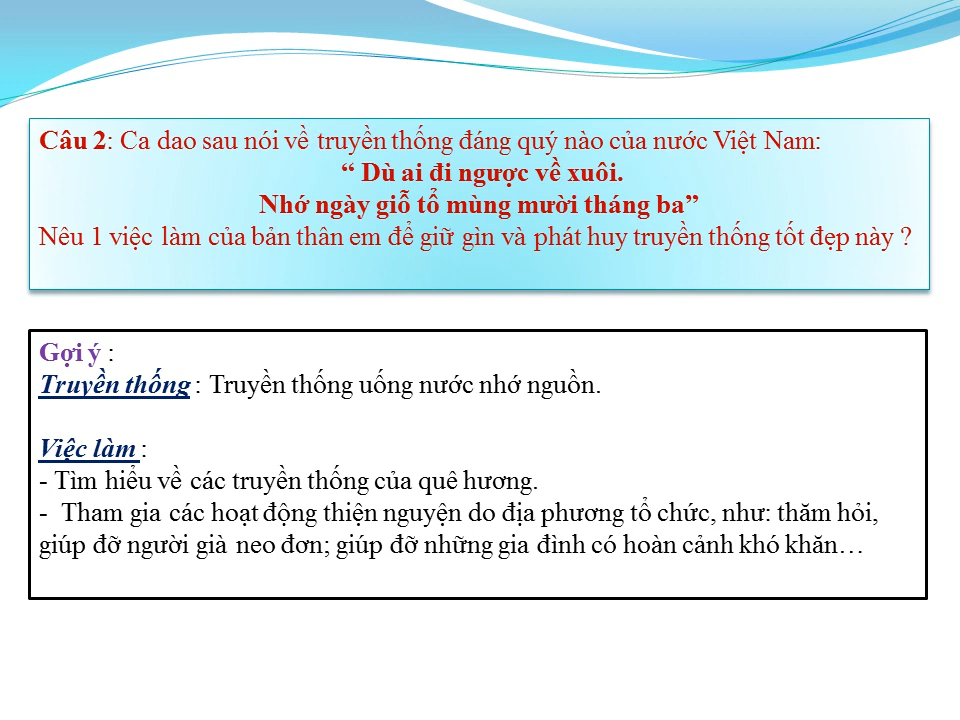 Câu 2: Ca dao sau nói về truyền thống đáng quý nào của nước Việt Nam:
“ Dù ai đi ngược về xuôi.
Nhớ ngày giỗ tổ mùng mười tháng ba”
Nêu 1 việc làm của bản thân em để giữ gìn và phát huy truyền thống tốt đẹp này ?
Gợi ý :
Truyền thống : Truyền thống uống nước nhớ nguồn.
Việc làm :
- Tìm hiểu về các truyền thống của quê hương.
- Tham gia các hoạt động thiện nguyện do địa phương tổ chức, như: thăm hỏi,
giúp đỡ người già neo đơn; giúp đỡ những gia đình có hoàn cảnh khó khăn…